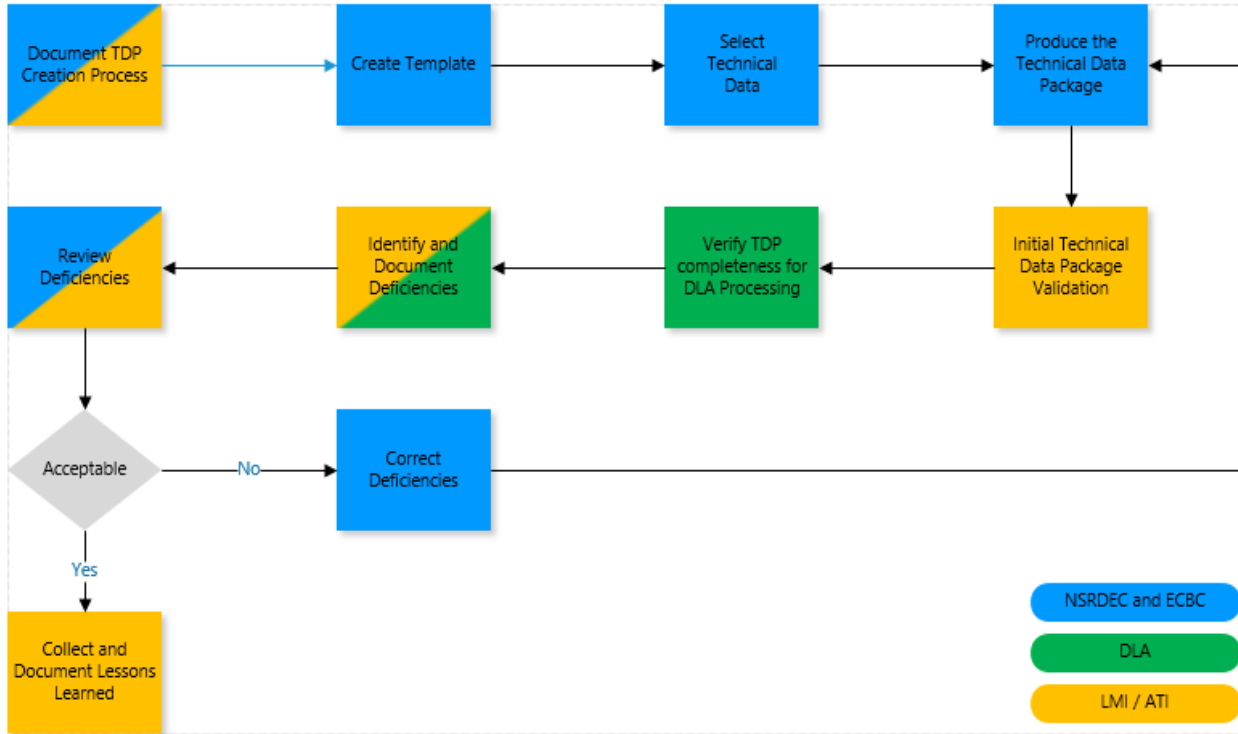 Document TDP
Creation Process
Create Template
Select
Technical
Data
Produce the
Technical Data
Package
Review
Deficiencies
Identify and
Document
Deficiencies
Verify TDP
completeness for
DLA Processing
Initial Technical
Data Package
Validation
Acceptable
No
Correct
Deficiencies
Yes
Collect and
Document Lessons
Learned
NSRDEC and ECBC
DLA
LMI / ATI